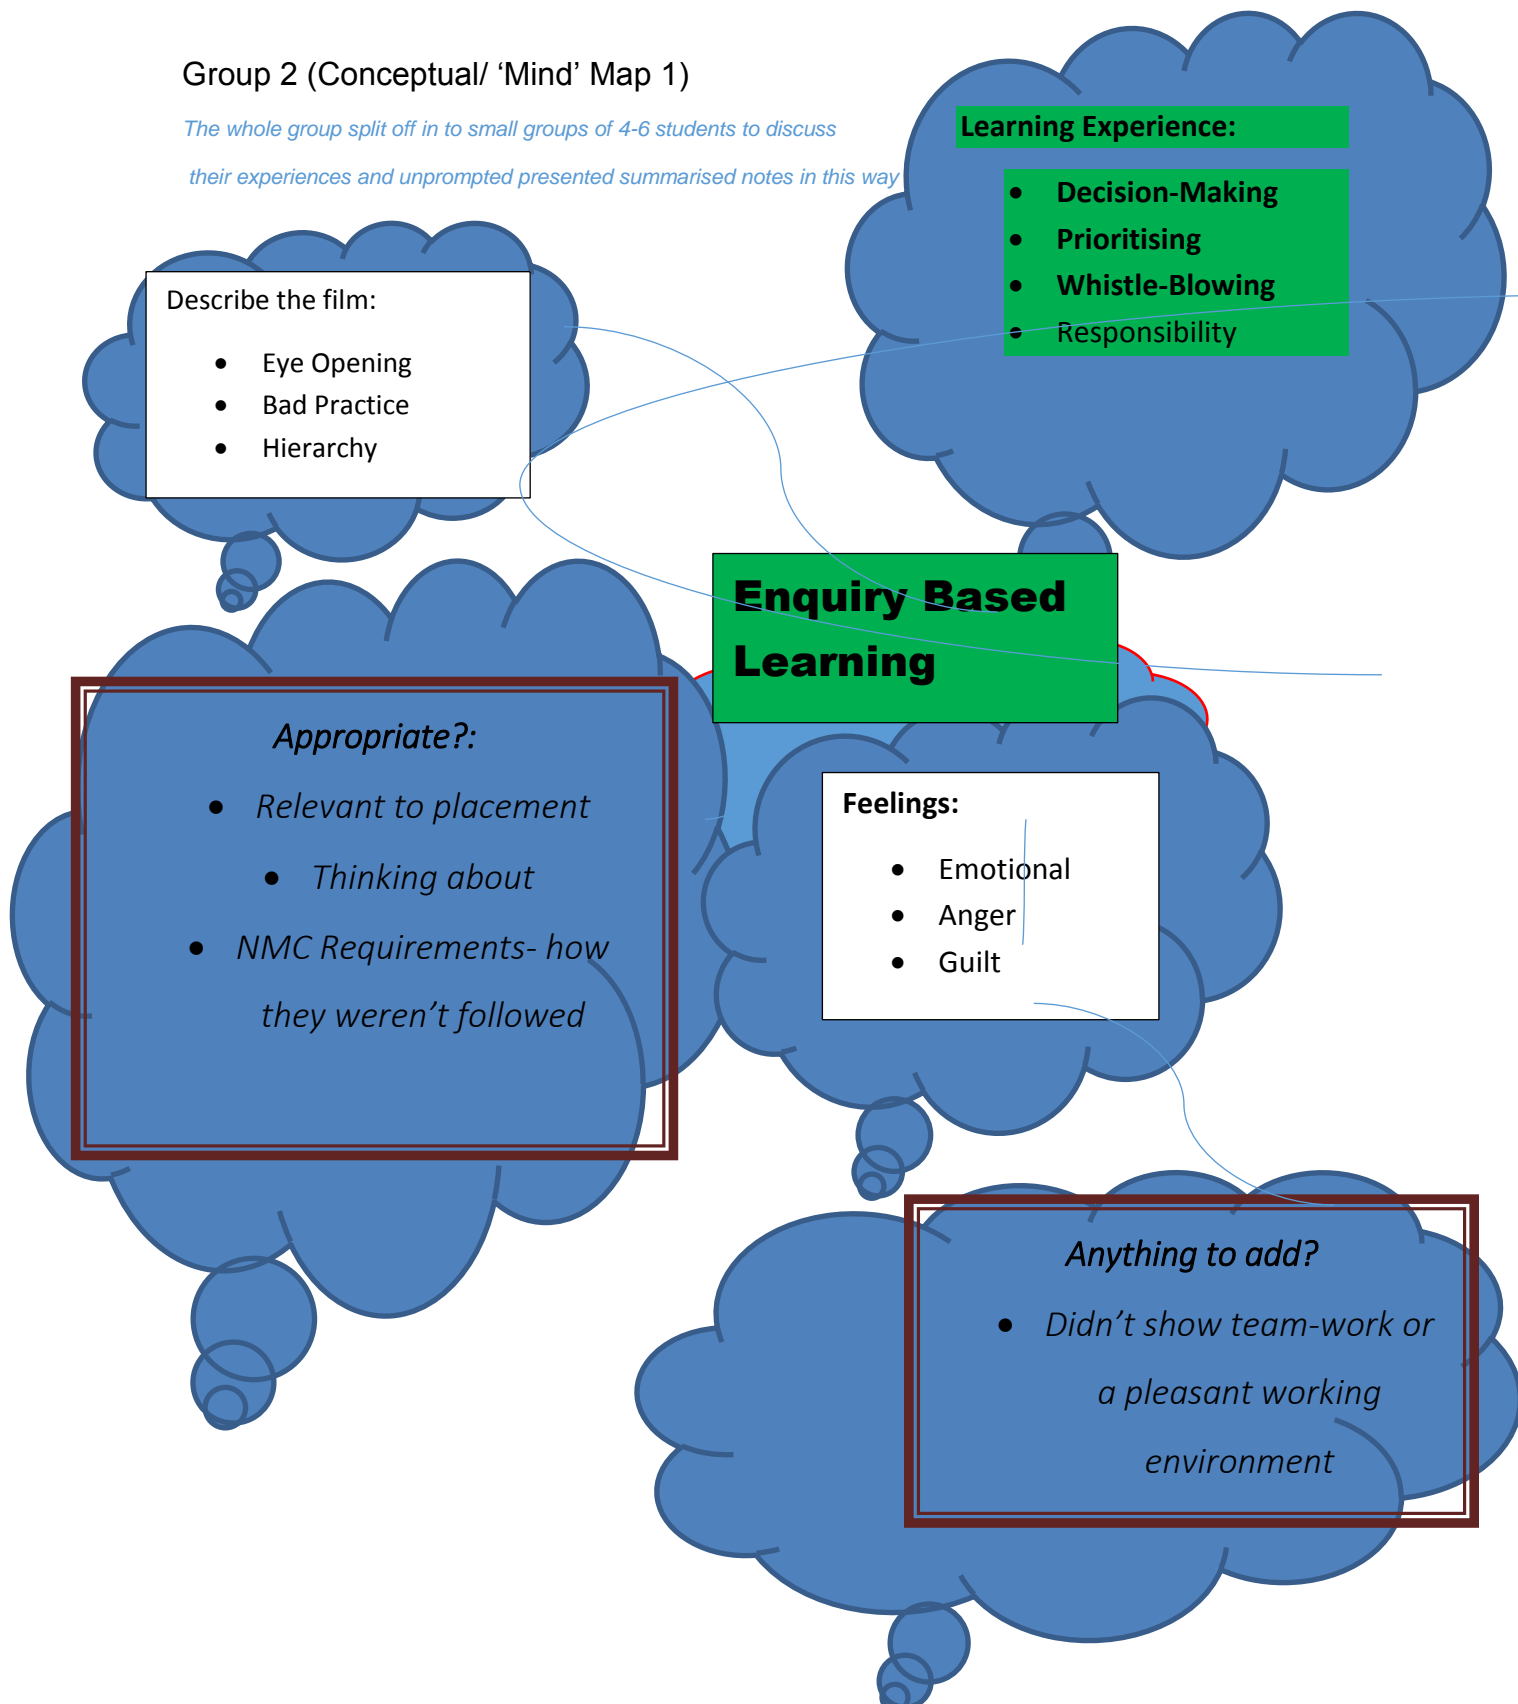 Group 2 (Conceptual/ ‘Mind’ Map 1)
The whole group split off in to small groups of 4-6 students to discuss
their experiences and unprompted presented summarised notes in this way
Learning Experience:
• Decision-Making
• Prioritising
• Whistle-Blowing
• Responsibility
Describe the film:
• Eye Opening
• Bad Practice
• Hierarchy
Enquiry Based
Learning
Appropriate?:
• Relevant to placement
• Thinking about
• NMC Requirements- how
they weren’t followed
Feelings:
• Emotional
• Anger
• Guilt
Anything to add?
• Didn’t show team-work or
a pleasant working
environment